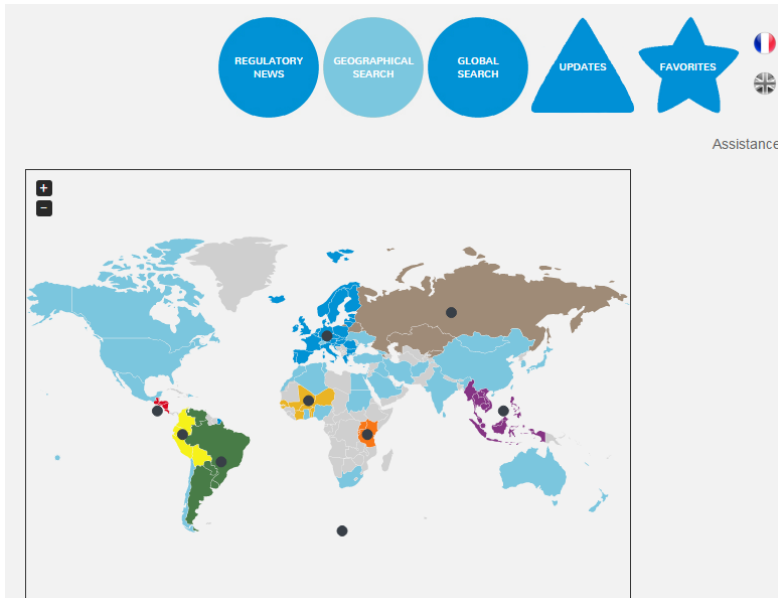 REGULATORY
NEWS
GEOGRAPHICAL
SEARCH
GLOBAL
SEARCH
UPDATES
FAVORITES
Assistance
+
−